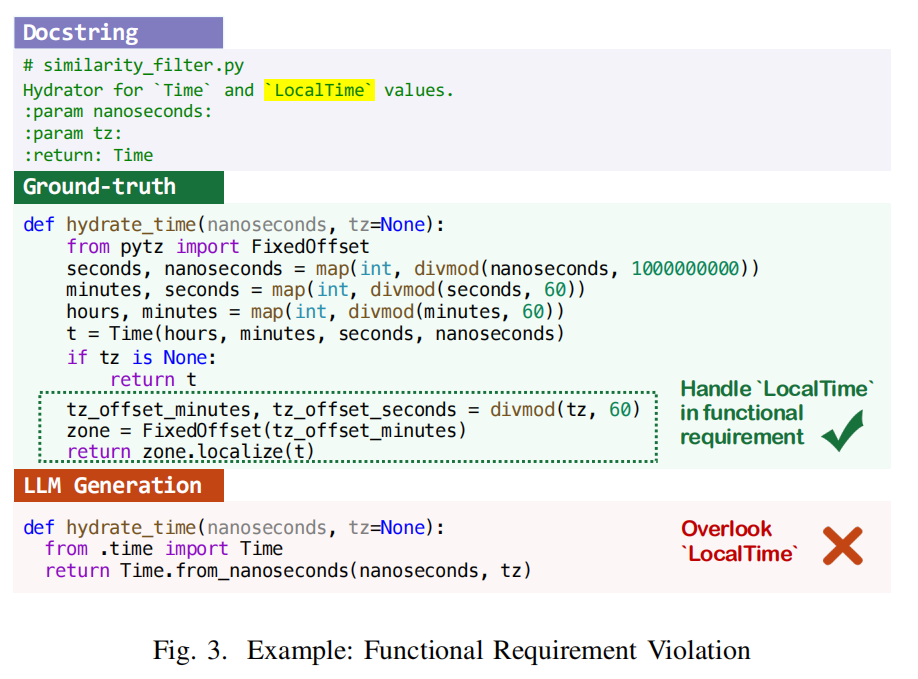 Docstring
# similarity_filter.py
Hydrator for `Time` and `LocalTime` values.
:param nanoseconds:
:param tz:
:return: Time
Ground-truth
def hydrate_time(nanoseconds, tz=None):
    from pytz import FixedOffset
    seconds, nanoseconds = map(int, divmod(nanoseconds, 1000000000))
    minutes, seconds = map(int, divmod(seconds, 60))
    hours, minutes = map(int, divmod(minutes, 60))
    t = Time(hours, minutes, seconds, nanoseconds)
    if tz is None:
        return t
    tz_offset_minutes, tz_offset_seconds = divmod(tz, 60)
    zone = FixedOffset(tz_offset_minutes)
    return zone.localize(t)
Handle `LocalTime`
in functional
requirement
LLM Generation
def hydrate_time(nanoseconds, tz=None):
  from .time import Time
  return Time.from_nanoseconds(nanoseconds, tz)
Overlook
`LocalTime`
Fig. 3. Example: Functional Requirement Violation